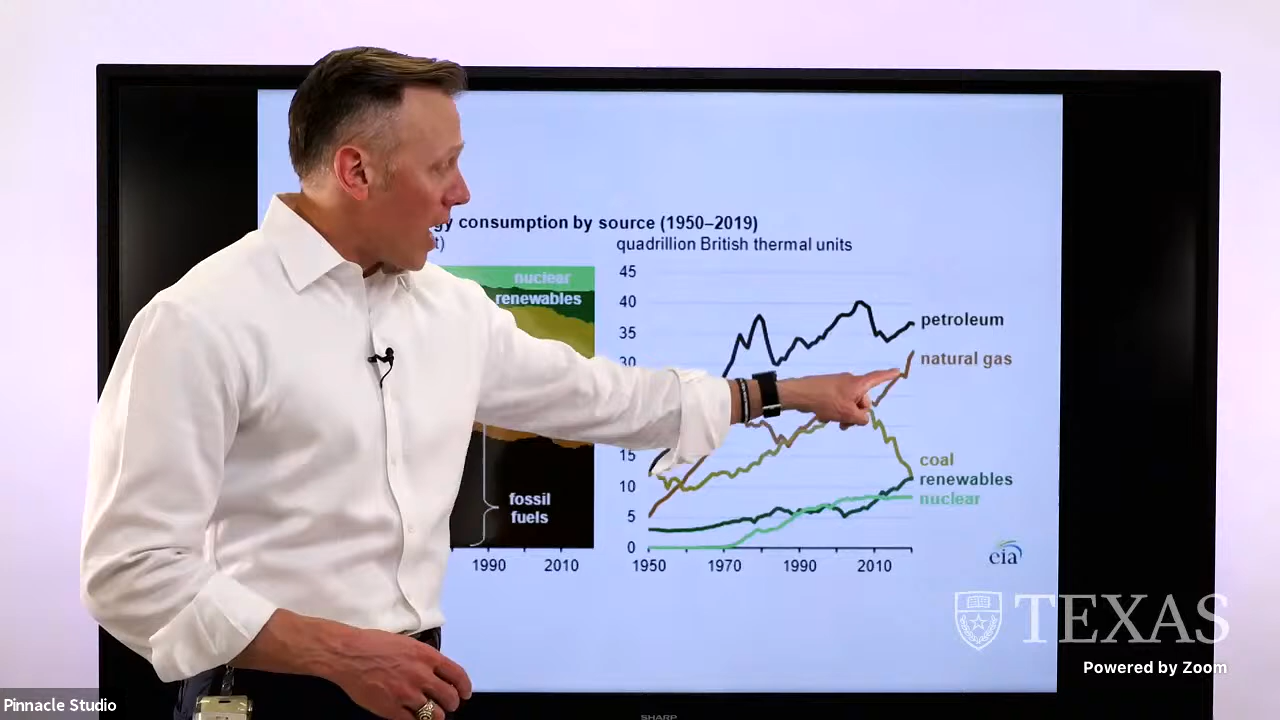 gy consumption by source (1950–2019)
t)
quadrillion British thermal units
nuclear
renewables
fossil
fuels
1990 2010
45
40
35
30
15
10
5
0
1950 1970 1990 2010
petroleum
natural gas
coal
renewables
nuclear
eia
TEXAS
Powered by Zoom
Pinnacle Studio
SHARP